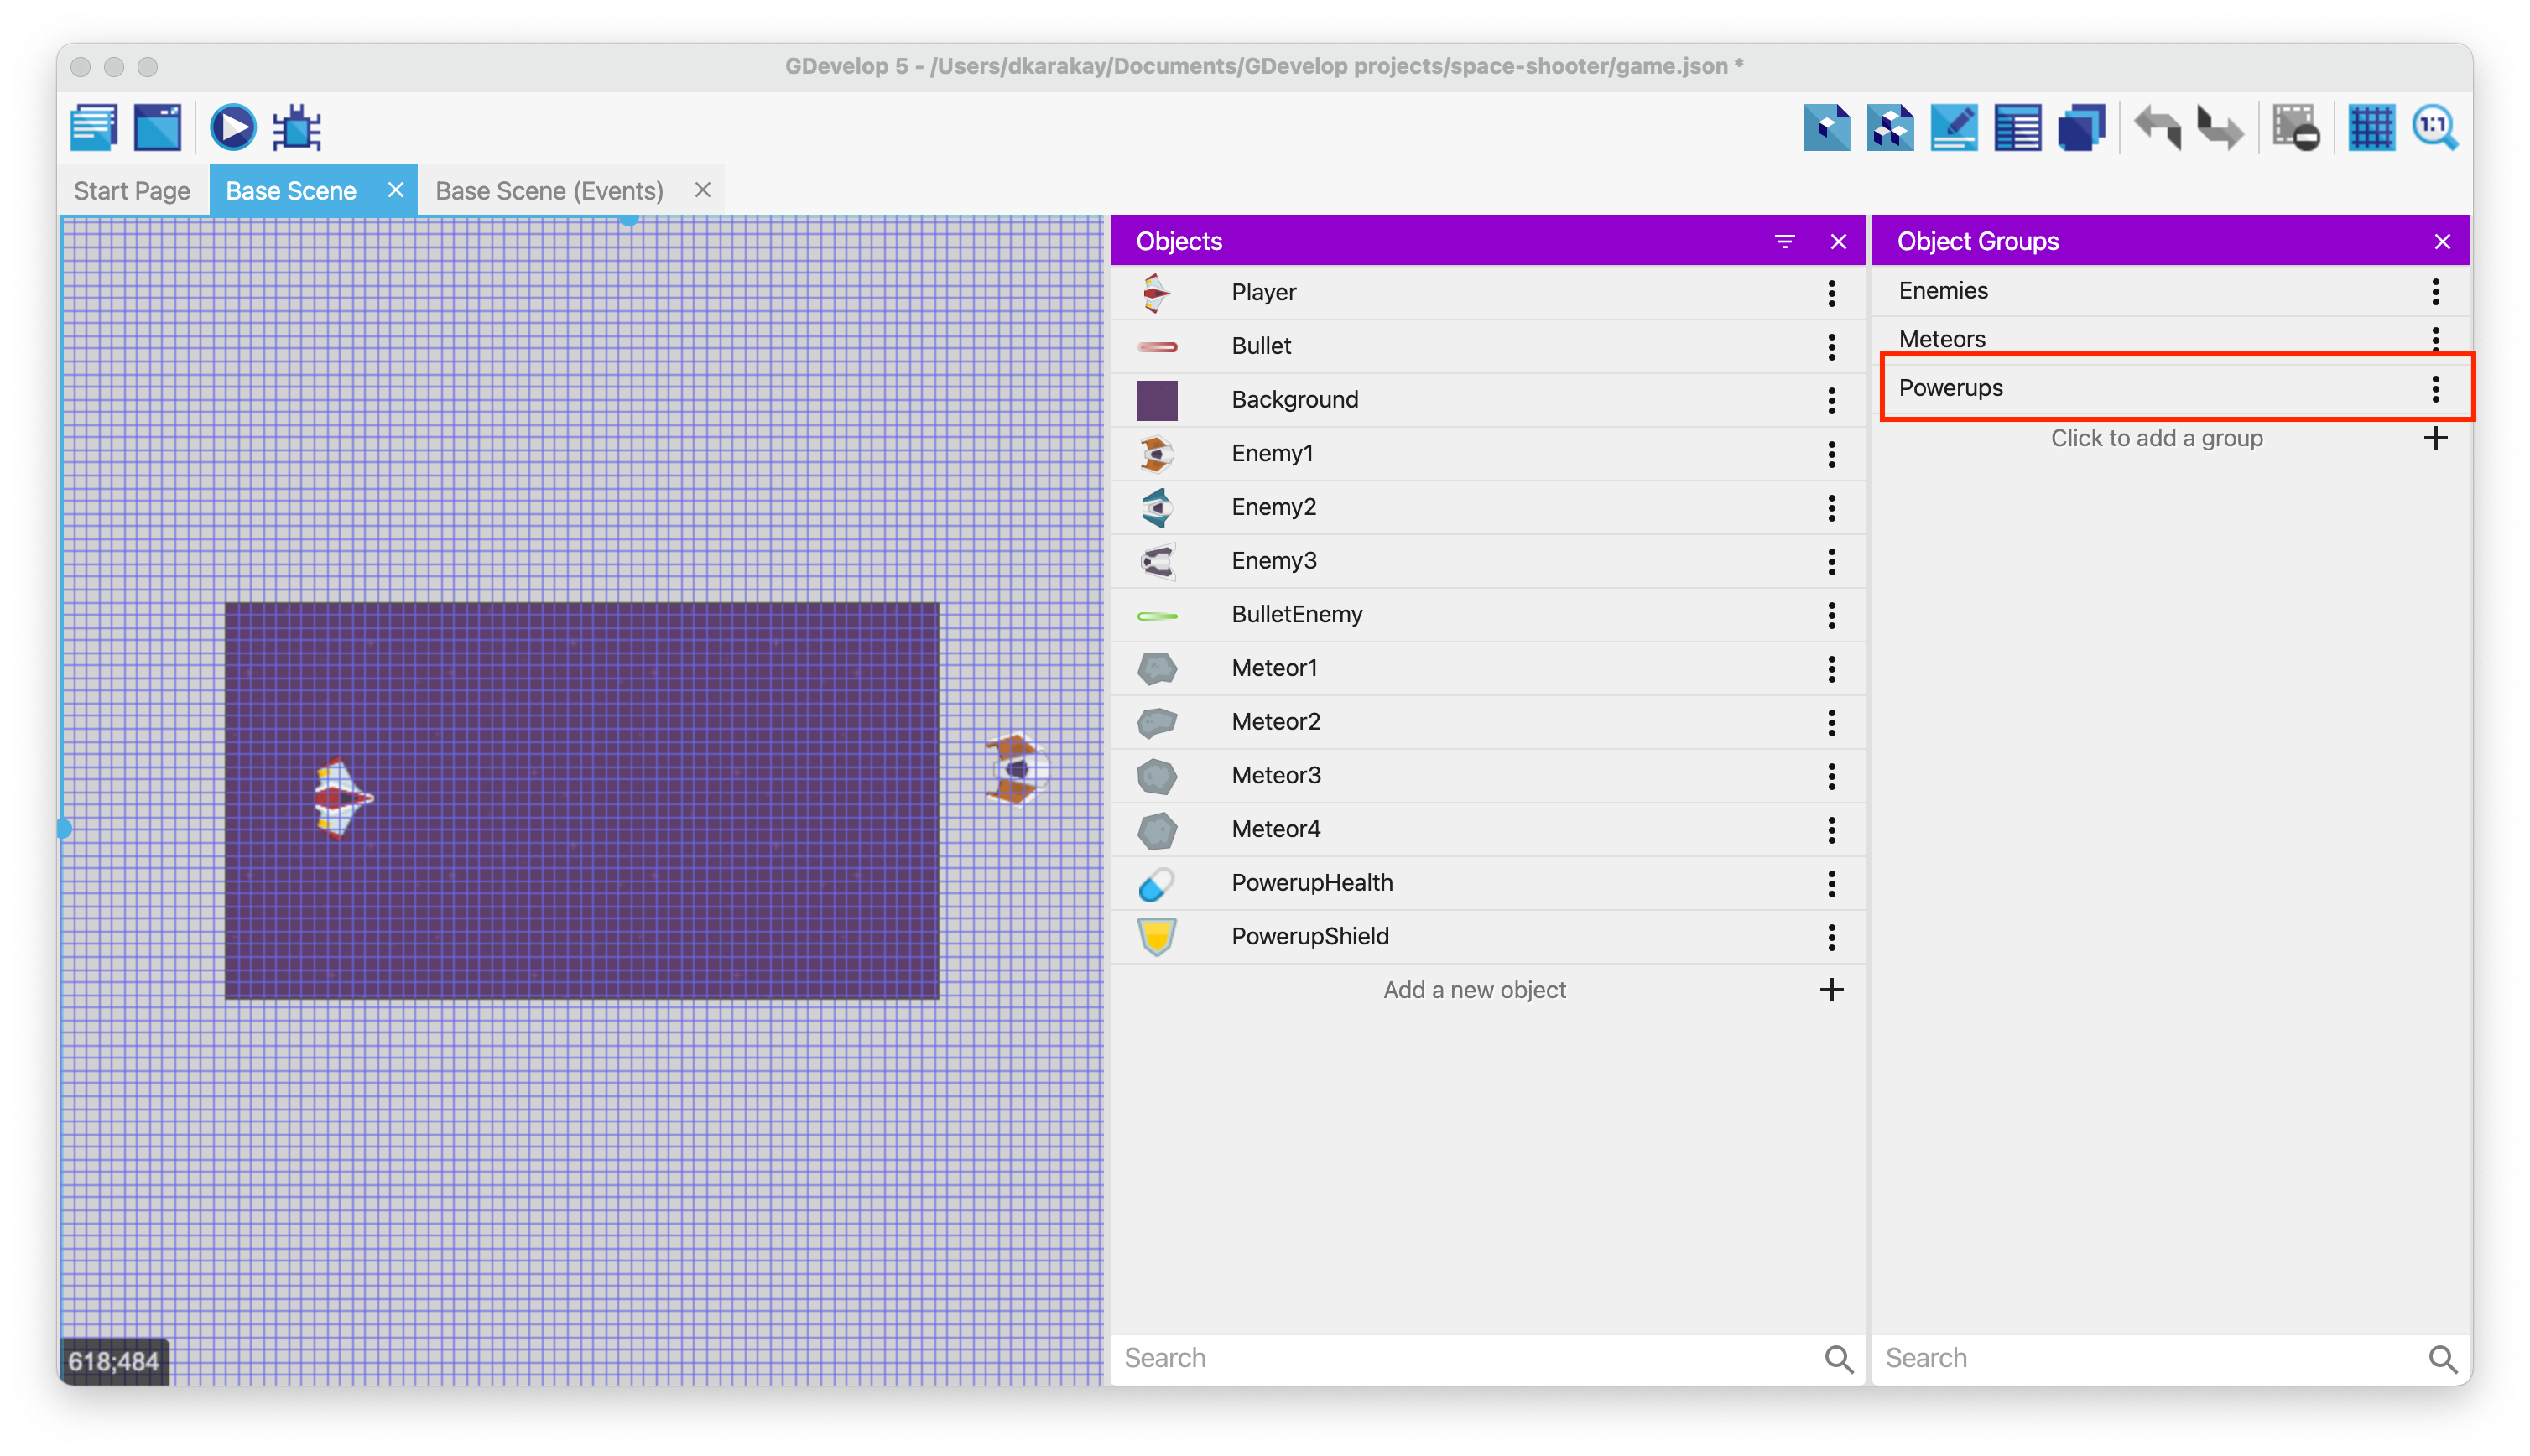 GDevelop 5 - /Users/dkarakay/Documents/GDevelop projects/space-shooter/game.json *
1:1
Start Page
Base Scene
Base Scene (Events)
Objects
Player
Bullet
Background
Enemy1
Enemy2
Enemy3
BulletEnemy
Meteor1
Meteor2
Meteor3
Meteor4
PowerupHealth
PowerupShield
Add a new object
Search
Object Groups
Enemies
Meteors
Powerups
Click to add a group
Search
618;484